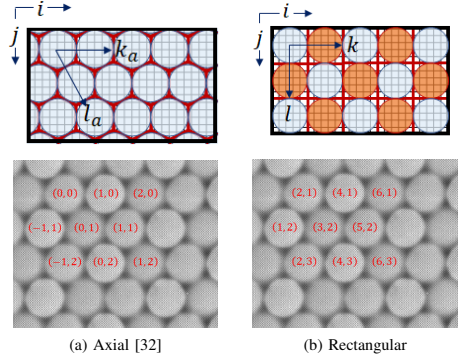 i
i
j
k_a
j
k
l_a
l
(0,0) (1,0) (2,0)
(2,1) (4,1) (6,1)
(−1,1) (0,1) (1,1)
(1,2) (3,2) (5,2)
(−1,2) (0,2) (1,2)
(2,3) (4,3) (6,3)
(a) Axial [32]
(b) Rectangular